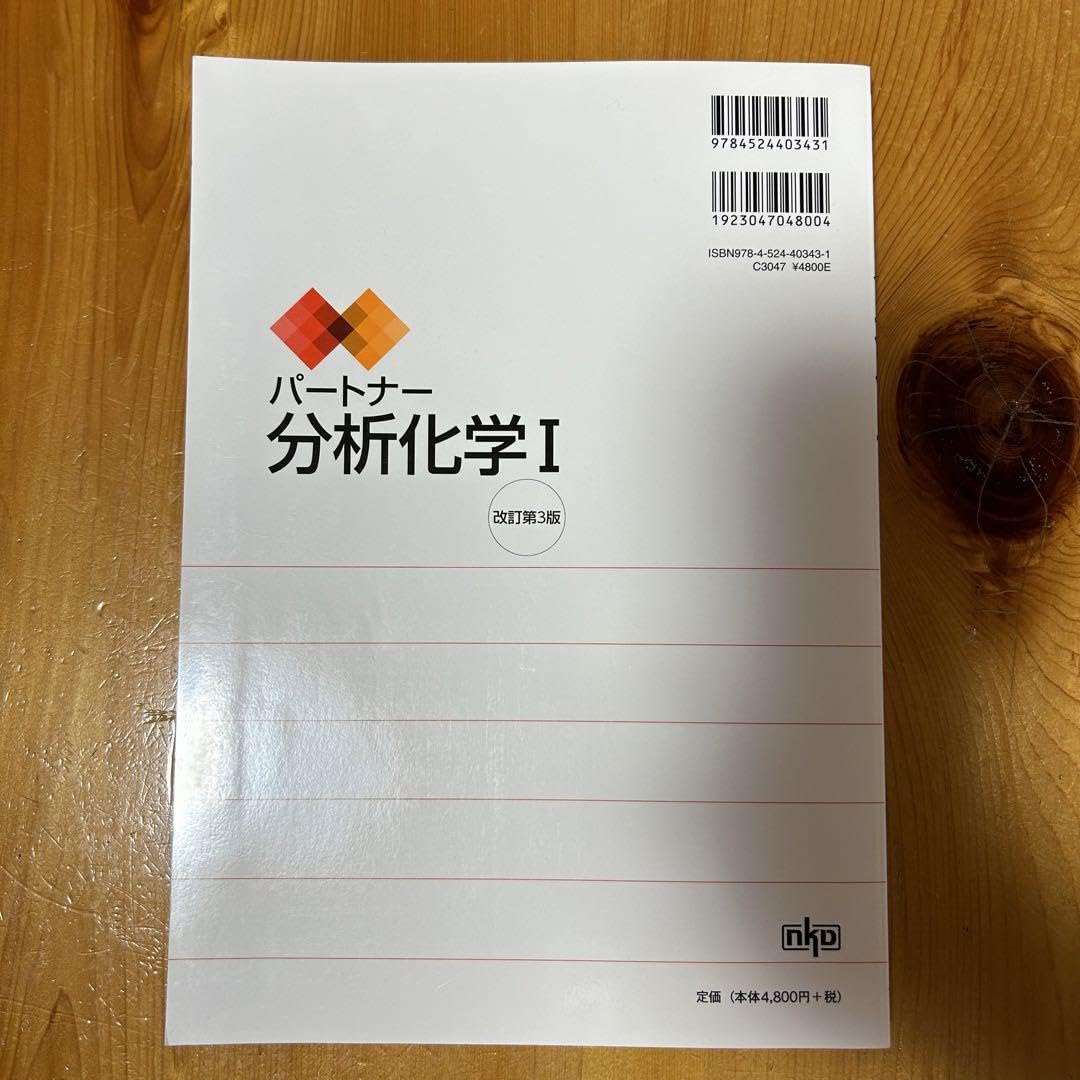 9784524403431
1923047048004
ISBN978-4-524-40343-1
C3047 ¥4800E
パートナー
分析化学 I
改訂第3版
nkD
定価（本体4,800円＋税）